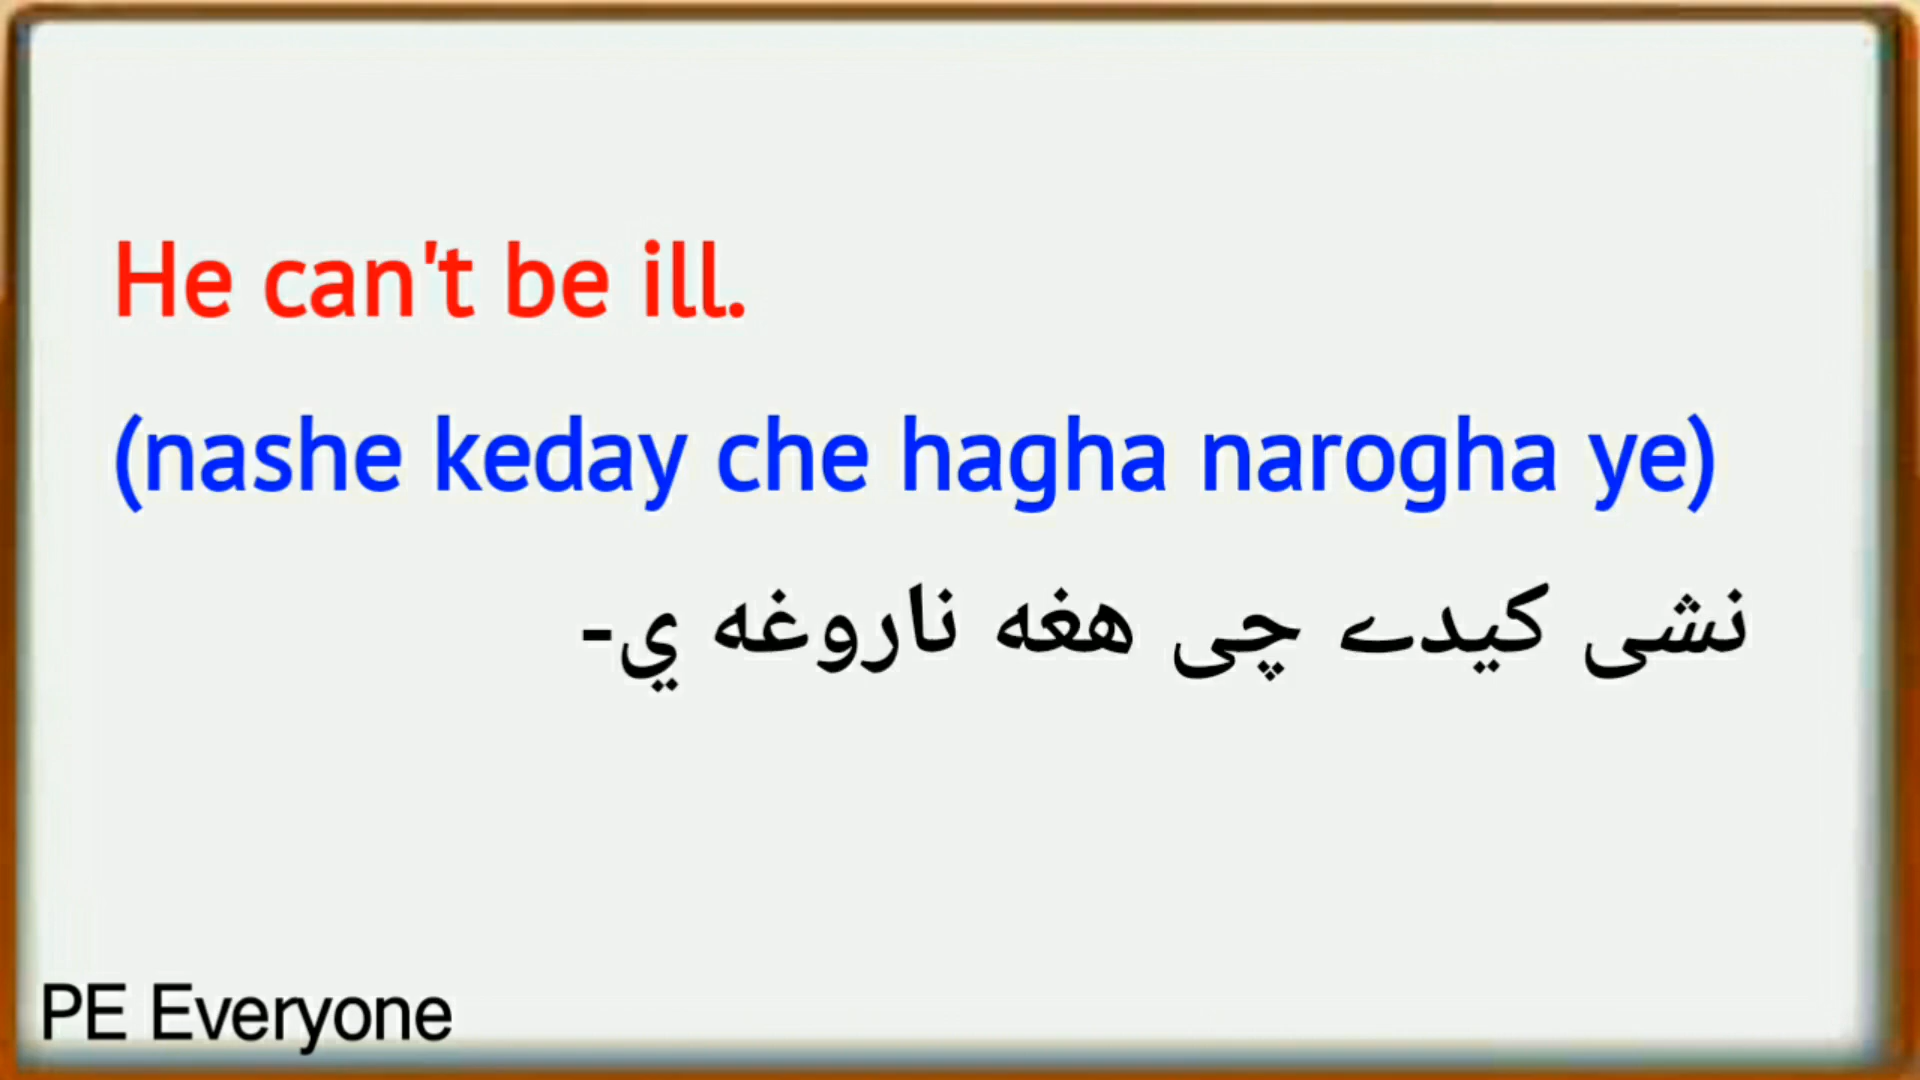 He can't be ill.
(nashe keday che hagha narogha ye)
نشی کیدے چی هغه ناروغه ي-
PE Everyone